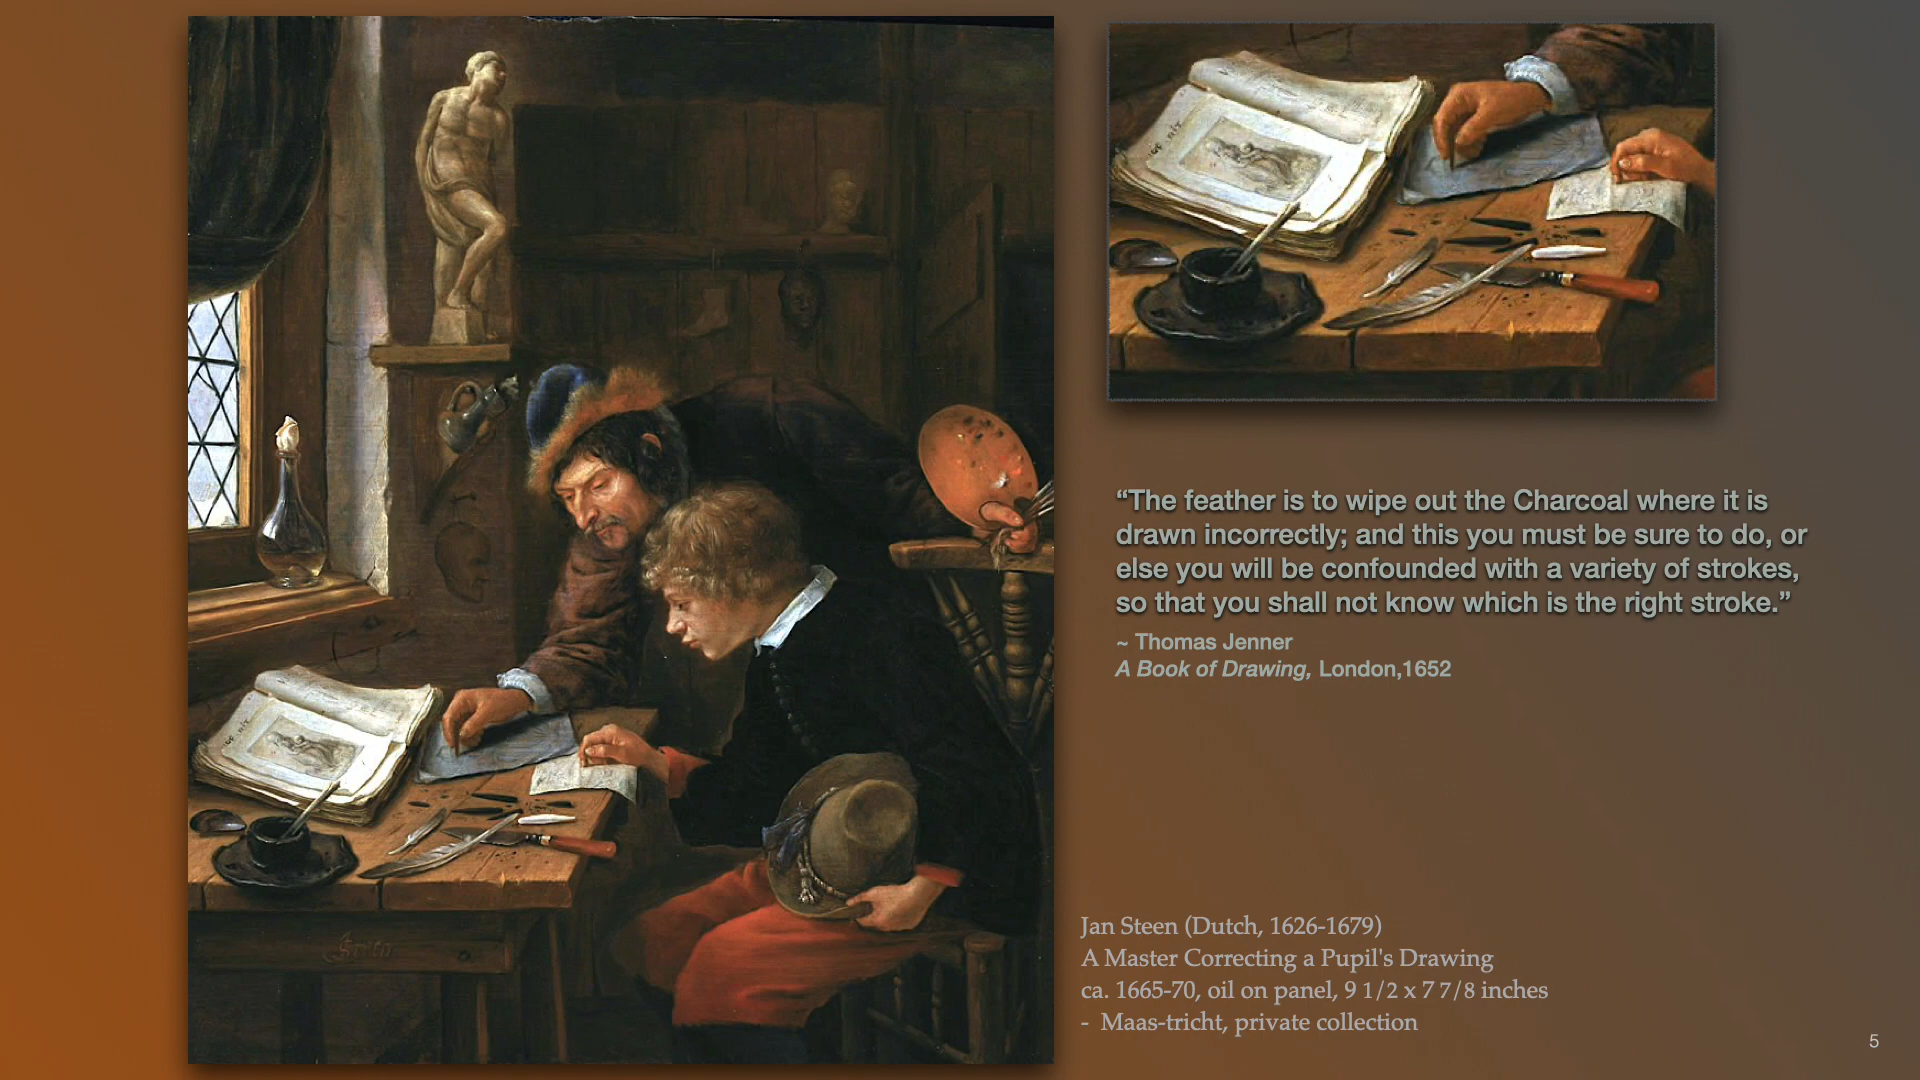 “The feather is to wipe out the Charcoal where it is
drawn incorrectly; and this you must be sure to do, or
else you will be confounded with a variety of strokes,
so that you shall not know which is the right stroke.”
~ Thomas Jenner
A Book of Drawing, London,1652
Jan Steen (Dutch, 1626-1679)
A Master Correcting a Pupil's Drawing
ca. 1665-70, oil on panel, 9 1/2 x 7 7/8 inches
- Maas-tricht, private collection
5